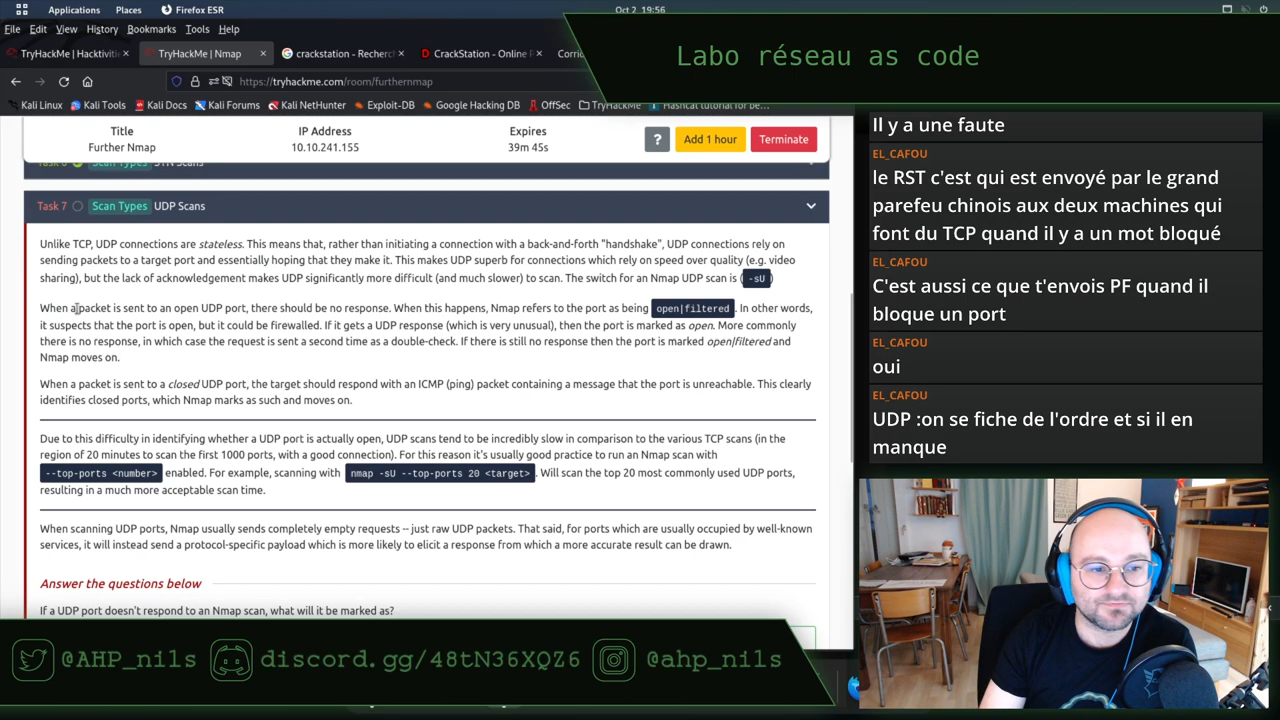 Applications Places Firefox ESR Oct 2 19:56
File Edit View History Bookmarks Tools Help
TryHackMe | Hacktivitie × TryHackMe | Nmap × crackstation - Recherc × CrackStation - Online P × Corrid
https://tryhackme.com/room/furthernmap
Kali Linux Kali Tools Kali Docs Kali Forums Kali NetHunter Exploit-DB Google Hacking DB OffSec TryHackMe Hashcat tutorial for be…
Labo réseau as code
Title IP Address Expires
Further Nmap 10.10.241.155 39m 45s
? Add 1 hour Terminate
Task 6 Scan Types SYN Scans
Task 7 Scan Types UDP Scans
Unlike TCP, UDP connections are stateless. This means that, rather than initiating a connection with a back-and-forth "handshake", UDP connections rely on
sending packets to a target port and essentially hoping that they make it. This makes UDP superb for connections which rely on speed over quality (e.g. video
sharing), but the lack of acknowledgement makes UDP significantly more difficult (and much slower) to scan. The switch for an Nmap UDP scan is ( -sU )
When a packet is sent to an open UDP port, there should be no response. When this happens, Nmap refers to the port as being open|filtered . In other words,
it suspects that the port is open, but it could be firewalled. If it gets a UDP response (which is very unusual), then the port is marked as open. More commonly
there is no response, in which case the request is sent a second time as a double-check. If there is still no response then the port is marked open|filtered and
Nmap moves on.
When a packet is sent to a closed UDP port, the target should respond with an ICMP (ping) packet containing a message that the port is unreachable. This clearly
identifies closed ports, which Nmap marks as such and moves on.
Due to this difficulty in identifying whether a UDP port is actually open, UDP scans tend to be incredibly slow in comparison to the various TCP scans (in the
region of 20 minutes to scan the first 1000 ports, with a good connection). For this reason it's usually good practice to run an Nmap scan with
--top-ports <number> enabled. For example, scanning with nmap -sU --top-ports 20 <target> . Will scan the top 20 most commonly used UDP ports,
resulting in a much more acceptable scan time.
When scanning UDP ports, Nmap usually sends completely empty requests -- just raw UDP packets. That said, for ports which are usually occupied by well-known
services, it will instead send a protocol-specific payload which is more likely to elicit a response from which a more accurate result can be drawn.
Answer the questions below
If a UDP port doesn't respond to an Nmap scan, what will it be marked as?
Il y a une faute
EL_CAFOU
le RST c'est qui est envoyé par le grand
parefeu chinois aux deux machines qui
font du TCP quand il y a un mot bloqué
EL_CAFOU
C'est aussi ce que t'envois PF quand il
bloque un port
EL_CAFOU
oui
EL_CAFOU
UDP :on se fiche de l'ordre et si il en
manque
@AHP_nils discord.gg/48tN36XQZ6 @ahp_nils